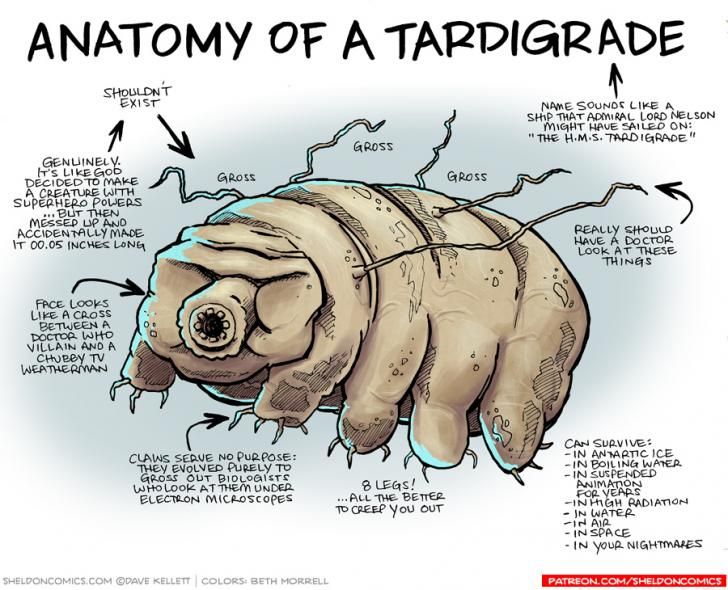 ANATOMY OF A TARDIGRADE
SHOULDN'T
EXIST
NAME SOUNDS LIKE A
SHIP THAT ADMIRAL LORD NELSON
MIGHT HAVE SAILED ON:
"THE H.M.S. TARDIGRADE"
GENUINELY.
IT'S LIKE GOD
DECIDED TO MAKE
A CREATURE WITH
SUPERHERO POWERS
...BUT THEN
MESSED UP AND
ACCIDENTALLY MADE
IT 00.05 INCHES LONG
GROSS
GROSS
GROSS
REALLY SHOULD
HAVE A DOCTOR
LOOK AT THESE
THINGS
FACE LOOKS
LIKE A CROSS
BETWEEN A
DOCTOR WHO
VILLAIN AND A
CHUBBY TV
WEATHERMAN
CLAWS SERVE NO PURPOSE:
THEY EVOLVED PURELY TO
GROSS OUT BIOLOGISTS
WHO LOOK AT THEM UNDER
ELECTRON MICROSCOPES
8 LEGS!
...ALL THE BETTER
TO CREEP YOU OUT
CAN SURVIVE:
- IN ANTARTIC ICE
- IN BOILING WATER
- IN SUSPENDED
ANIMATION
FOR YEARS
- IN HIGH RADIATION
- IN WATER
- IN AIR
- IN SPACE
- IN YOUR NIGHTMARES
SHELDONCOMICS.COM ©DAVE KELLETT | COLORS: BETH MORRELL
PATREON.COM/SHELDONCOMICS